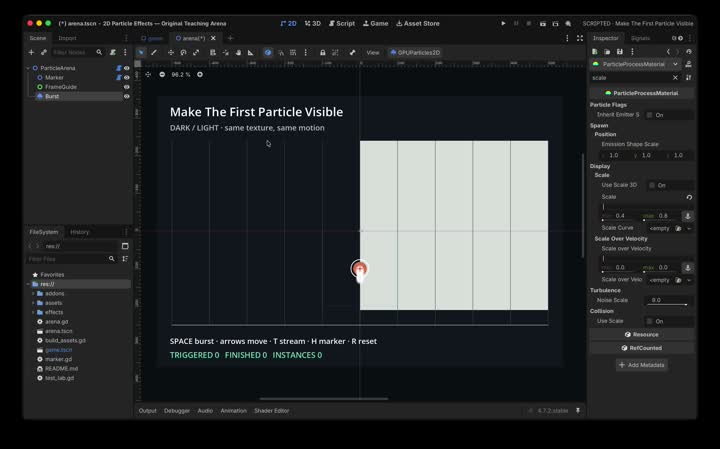 (*) arena.tscn - 2D Particle Effects — Original Teaching Arena
2D 3D Script Game Asset Store
SCRIPTED · Make The First Particle Visible
Scene Import
Filter Nodes
ParticleArena
Marker
FrameGuide
Burst
FileSystem History
res://
Filter Files
Favorites
res://
addons
assets
effects
arena.gd
arena.tscn
build_assets.gd
game.tscn
marker.gd
README.md
test_lab.gd
game arena(*)
View GPUParticles2D
96.2 %
Make The First Particle Visible
DARK / LIGHT · same texture, same motion
SPACE burst · arrows move · T stream · H marker · R reset
TRIGGERED 0 FINISHED 0 INSTANCES 0
Output Debugger Audio Animation Shader Editor
4.7.2.stable
Inspector Signals
ParticleProcessMaterial
scale
ParticleProcessMaterial
Particle Flags
Inherit Emitter S On
Spawn
Position
Emission Shape Scale
x 1.0 y 1.0 z 1.0
Display
Scale
Use Scale 3D On
Scale
min 0.4 max 0.8
Scale Curve <empty
Scale Over Velocity
Scale over Velocity
min 0.0 max 0.0
Scale over Velo <empty
Turbulence
Noise Scale 9.0
Collision
Use Scale On
Resource
RefCounted
Add Metadata